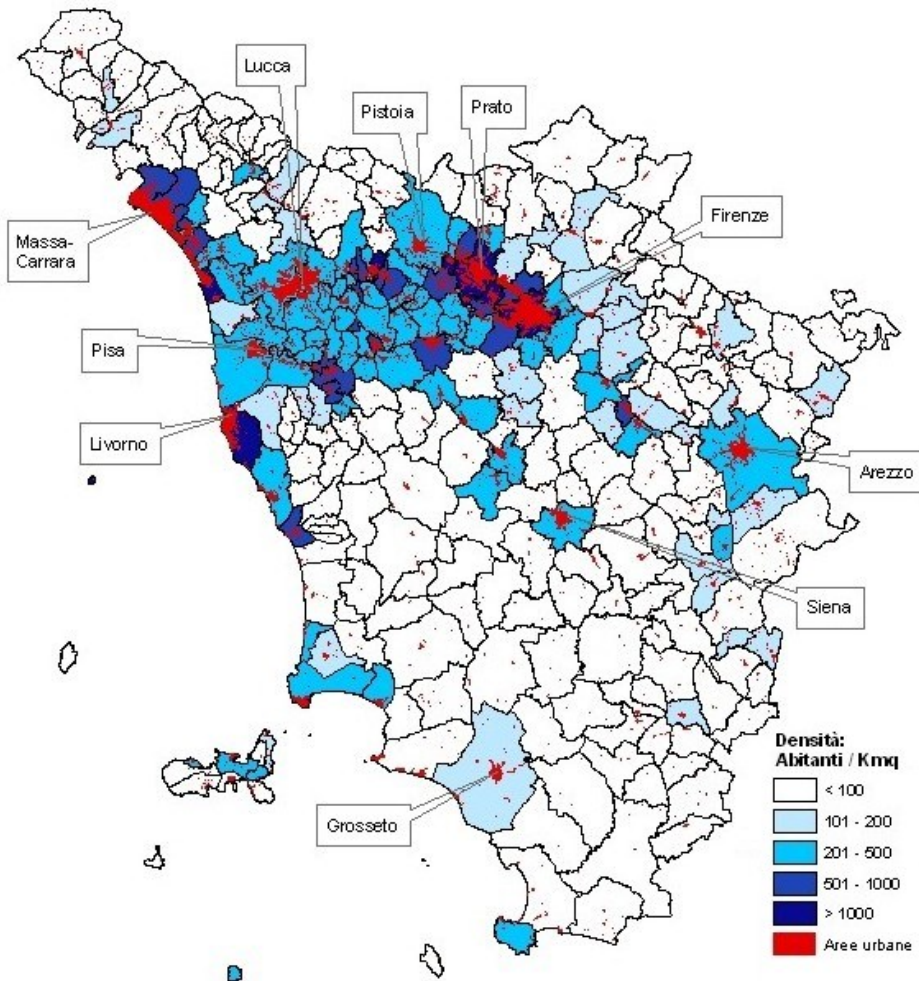 Lucca
Pistoia
Prato
Firenze
Massa-
Carrara
Pisa
Livorno
Arezzo
Siena
Grosseto
Densità:
Abitanti / Kmq
< 100
101 - 200
201 - 500
501 - 1000
> 1000
Aree urbane